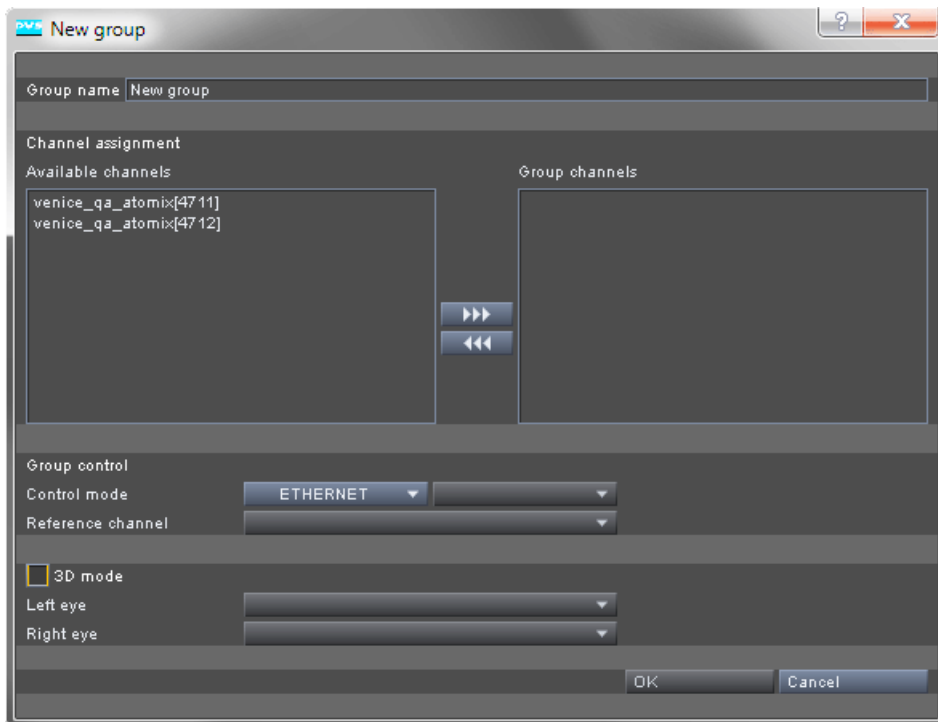 DVS New group ?
Group name New group
Channel assignment
Available channels Group channels
venice_qa_atomix[4711]
venice_qa_atomix[4712]
Group control
Control mode ETHERNET
Reference channel
3D mode
Left eye
Right eye
OK Cancel